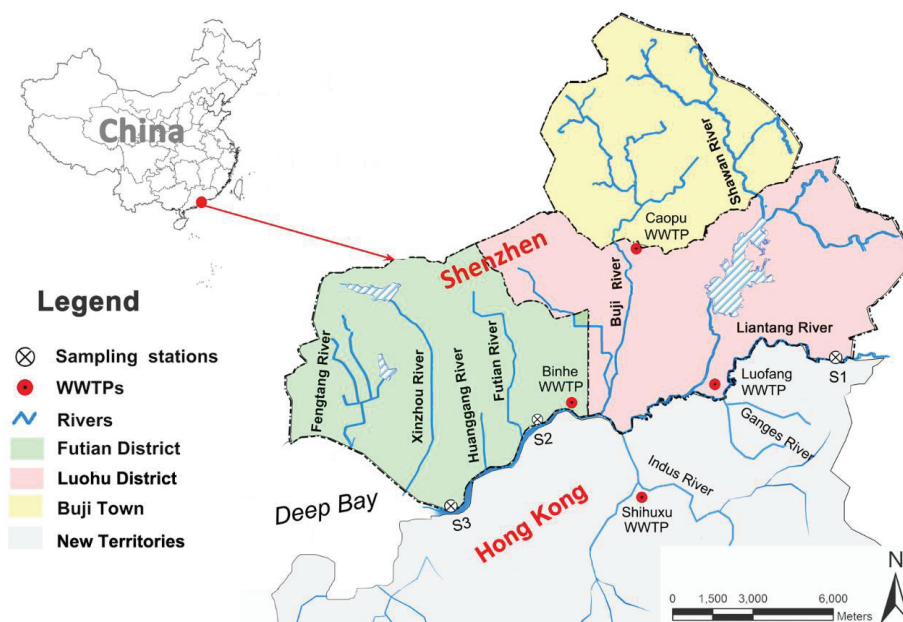 China
Shenzhen
Hong Kong
Deep Bay
Shawan River
Caopu
WWTP
Buji River
Liantang River
S1
Luofang
WWTP
Ganges River
Indus River
Shihuxu
WWTP
Binhe
WWTP
S2
S3
Fengtang River
Xinzhou River
Huanggang River
Futian River
Legend
Sampling stations
WWTPs
Rivers
Futian District
Luohu District
Buji Town
New Territories
N
0 1,500 3,000 6,000
Meters